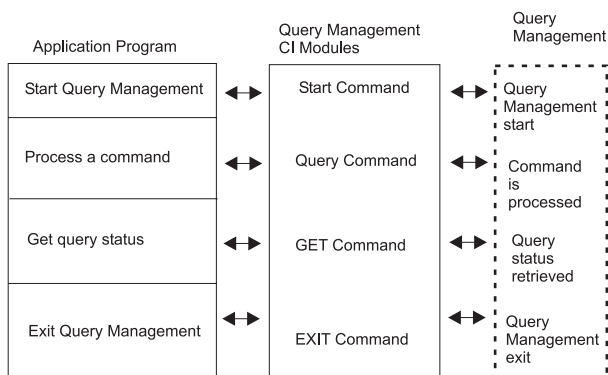 Application Program
Query Management
CI Modules
Query
Management
Start Query Management
Start Command
Query
Management
start
Process a command
Query Command
Command
is
processed
Get query status
GET Command
Query
status
retrieved
Exit Query Management
EXIT Command
Query
Management
exit